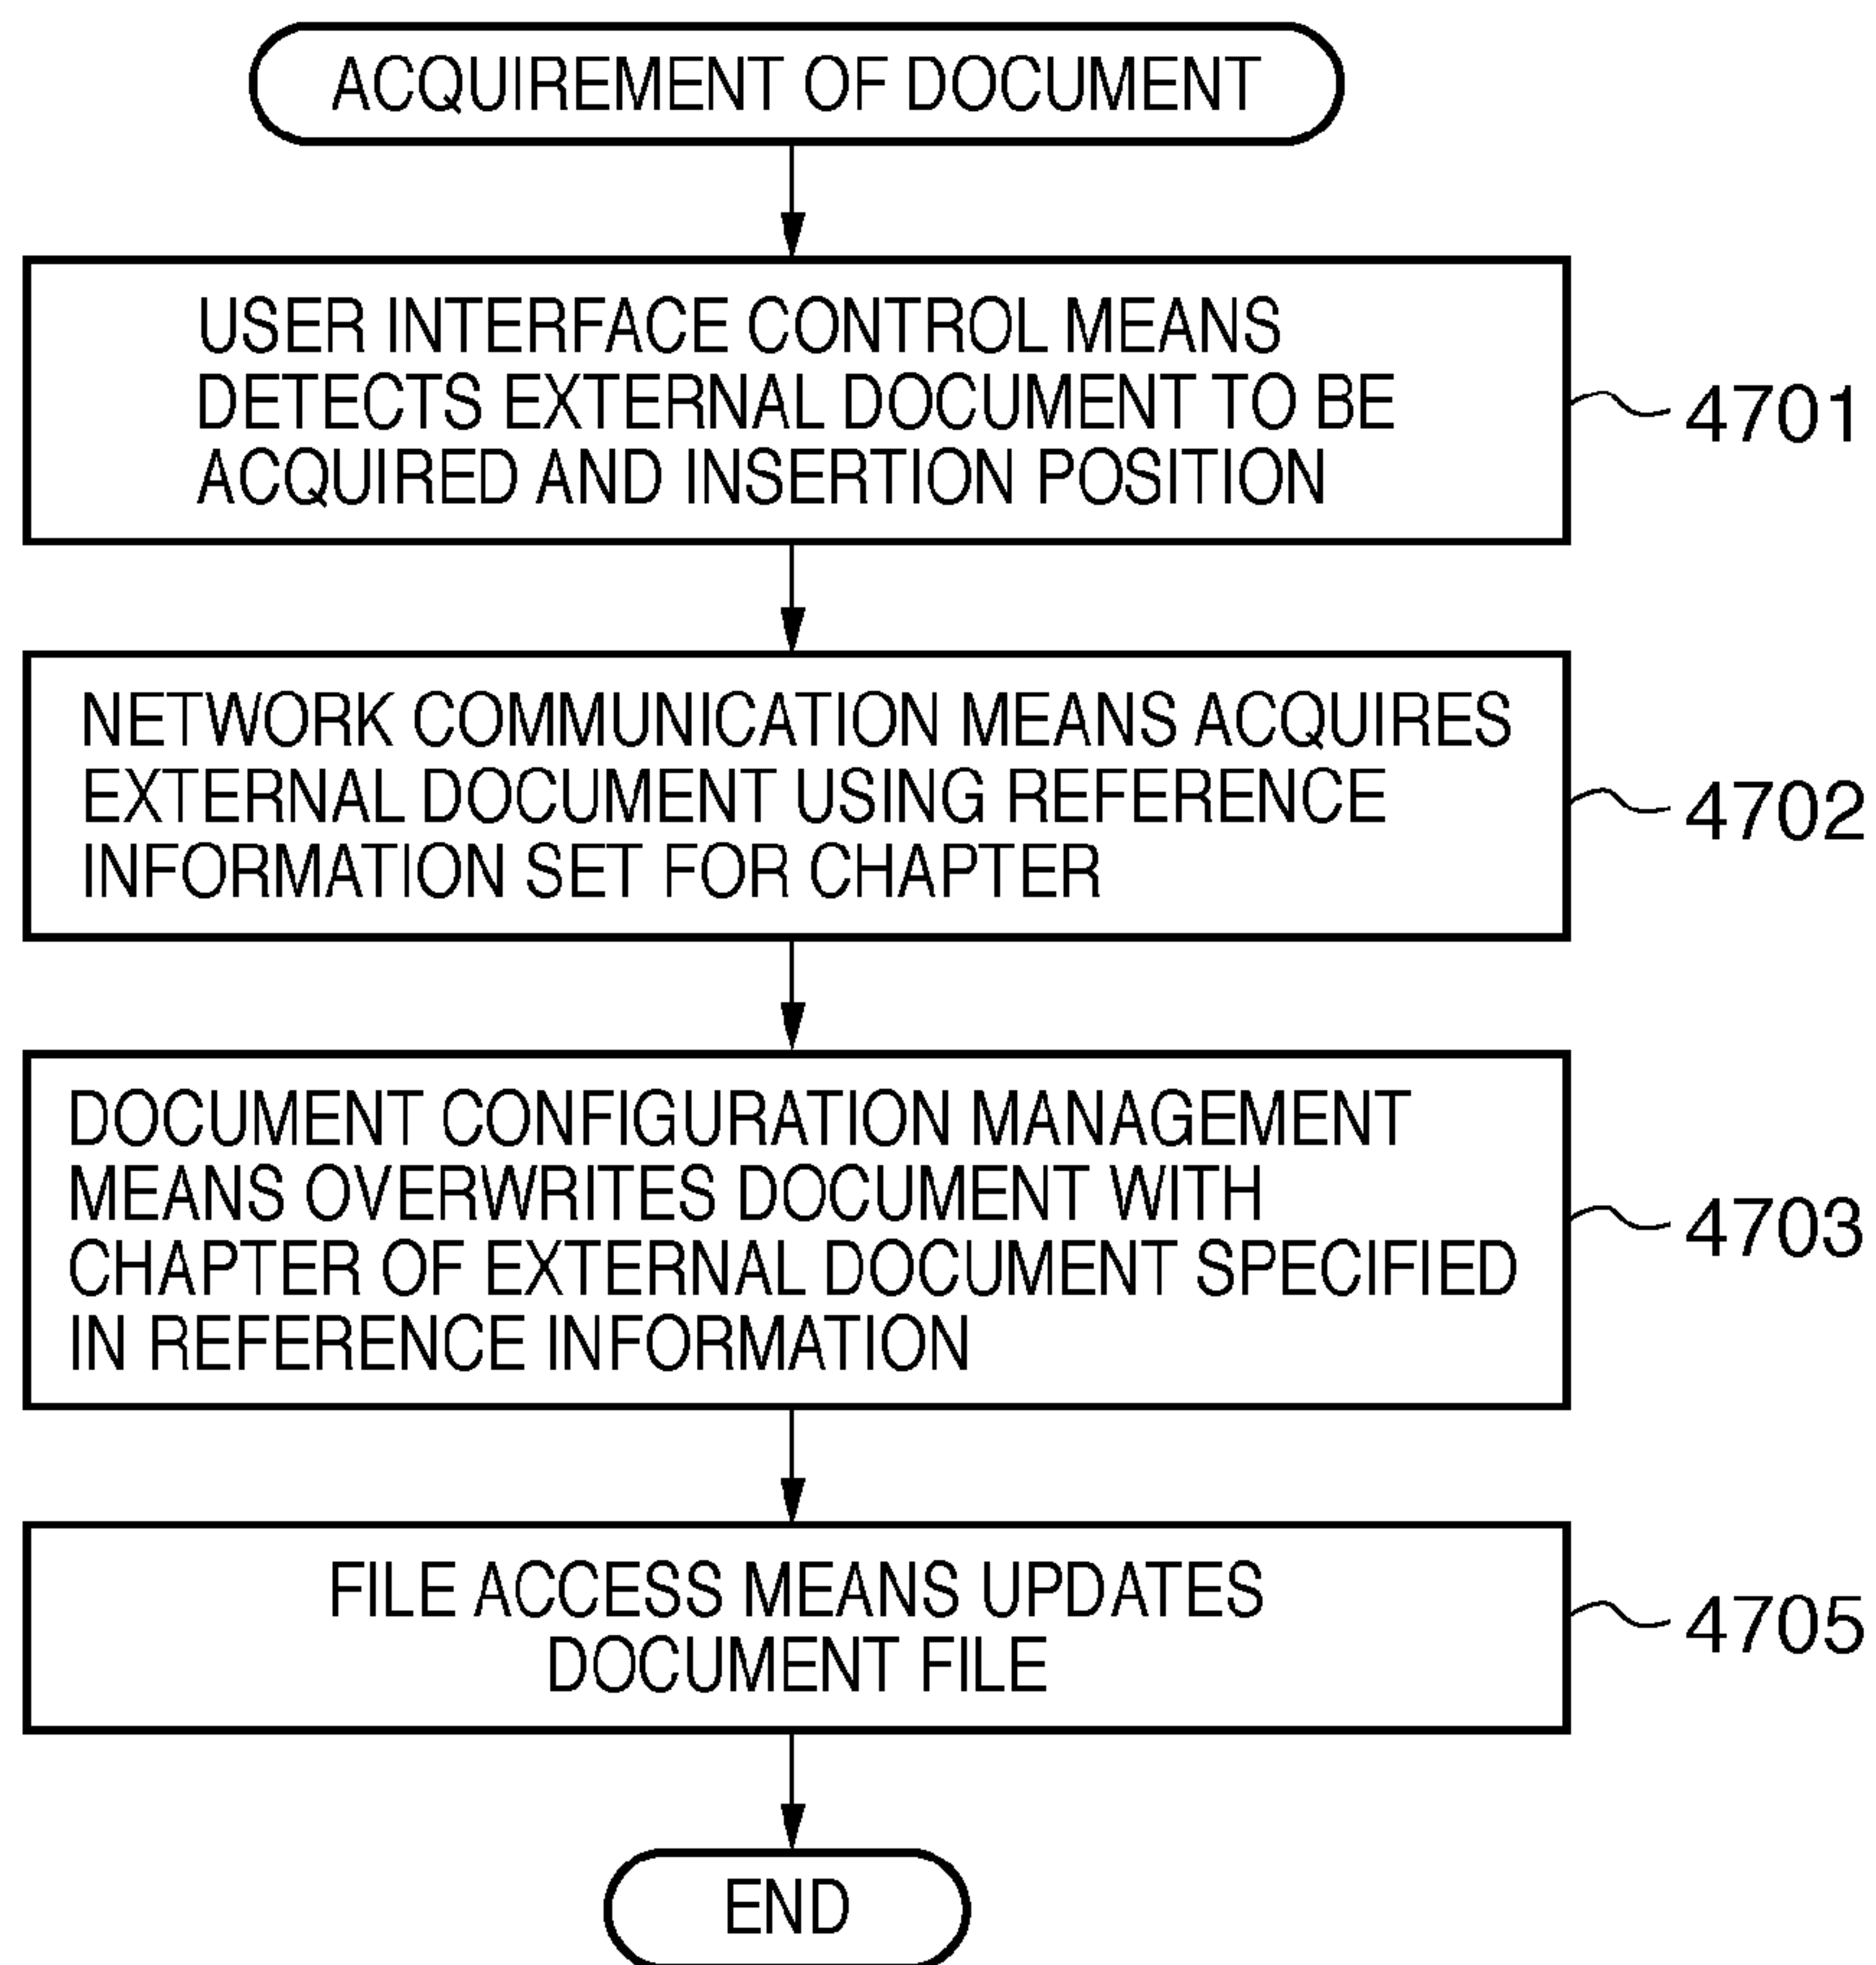 ACQUIREMENT OF DOCUMENT
USER INTERFACE CONTROL MEANS
DETECTS EXTERNAL DOCUMENT TO BE
ACQUIRED AND INSERTION POSITION
4701
NETWORK COMMUNICATION MEANS ACQUIRES
EXTERNAL DOCUMENT USING REFERENCE
INFORMATION SET FOR CHAPTER
4702
DOCUMENT CONFIGURATION MANAGEMENT
MEANS OVERWRITES DOCUMENT WITH
CHAPTER OF EXTERNAL DOCUMENT SPECIFIED
IN REFERENCE INFORMATION
4703
FILE ACCESS MEANS UPDATES
DOCUMENT FILE
4705
END